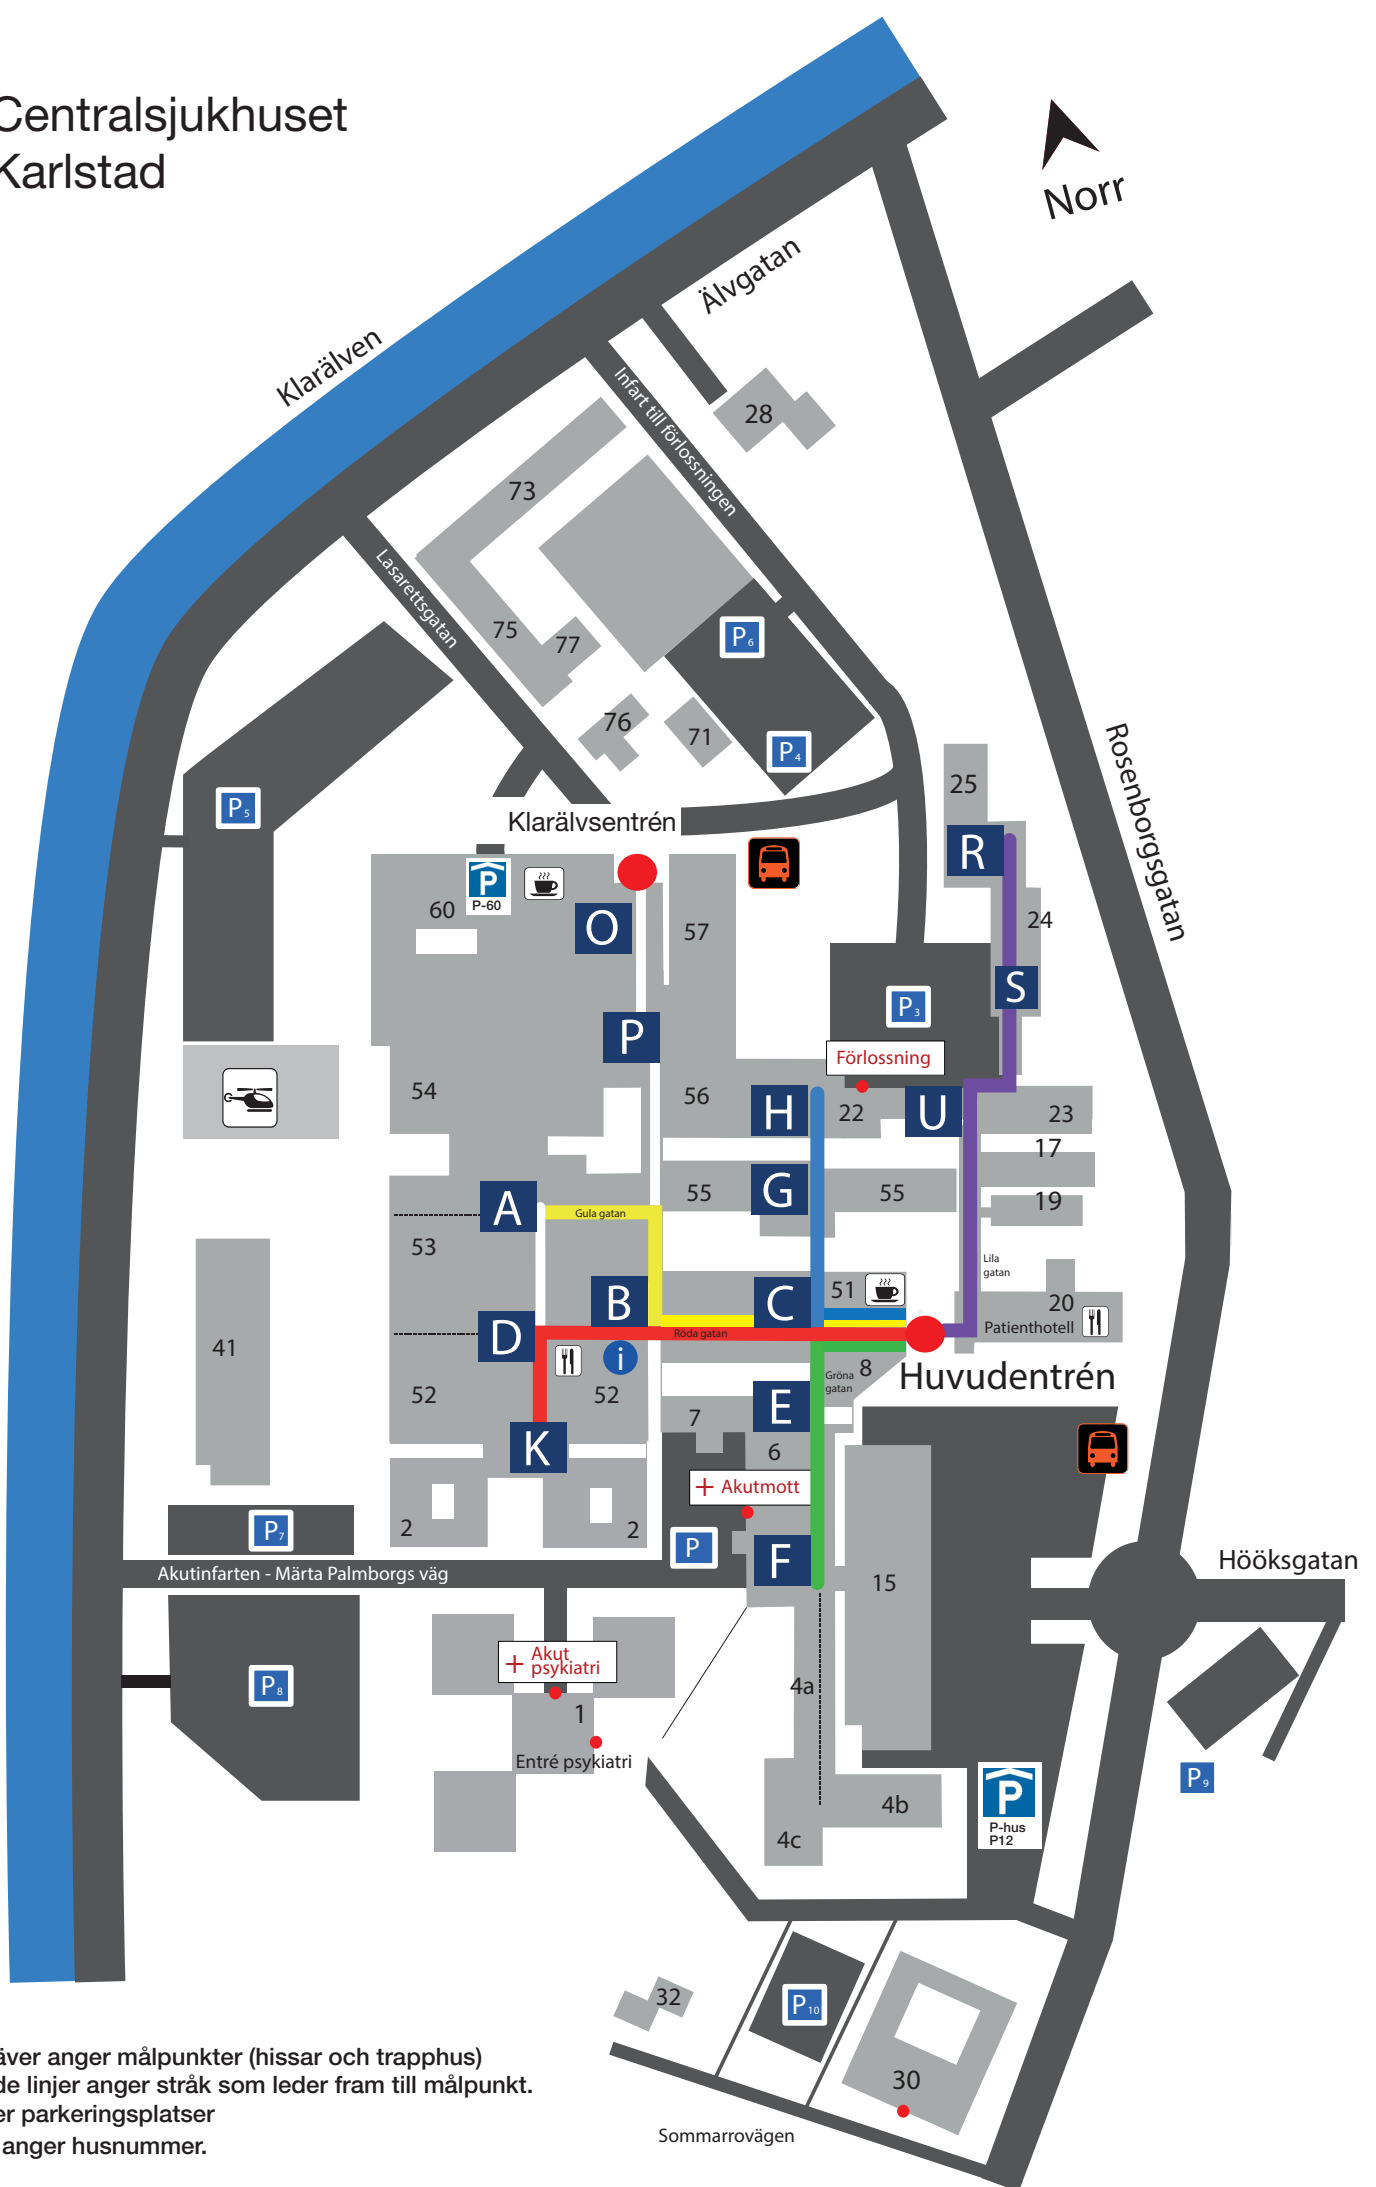 Centralsjukhuset
Karlstad
Norr
Älvgatan
Klarälven
Infart till förlossningen
28
73
Lasarettsgatan
75
77
P6
76
71
P4
Rosenborgsgatan
25
P5
Klarälvsentrén
R
P
P-60
60
O
57
24
S
P3
P
Förlossning
54
56
H
22
U
23
17
A
55
G
55
19
Gula gatan
53
Lila
gatan
B
C
51
20
Patienthotell
D
Röda gatan
41
i
52
52
Gröna
gatan
8
Huvudentrén
E
7
K
6
+ Akutmott
2
2
P7
P
F
Hööksgatan
Akutinfarten - Märta Palmborgs väg
15
+ Akut
psykiatri
P8
4a
1
Entré psykiatri
P9
P
P-hus
P12
4b
4c
32
P10
30
Sommarrovägen
äver anger målpunkter (hissar och trapphus)
de linjer anger stråk som leder fram till målpunkt.
er parkeringsplatser
anger husnummer.